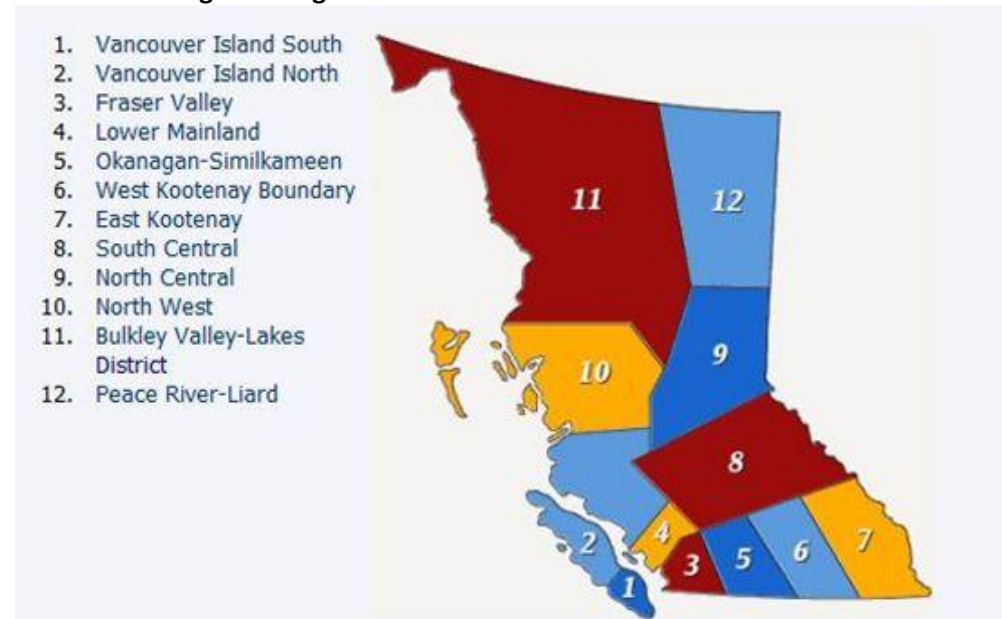 1. Vancouver Island South
2. Vancouver Island North
3. Fraser Valley
4. Lower Mainland
5. Okanagan-Similkameen
6. West Kootenay Boundary
7. East Kootenay
8. South Central
9. North Central
10. North West
11. Bulkley Valley-Lakes
District
12. Peace River-Liard
11
12
9
10
8
4
2
7
6
5
3
1